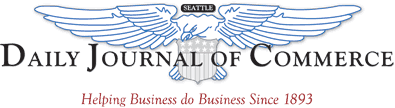 SEATTLE
DAILY JOURNAL OF COMMERCE
Helping Business do Business Since 1893